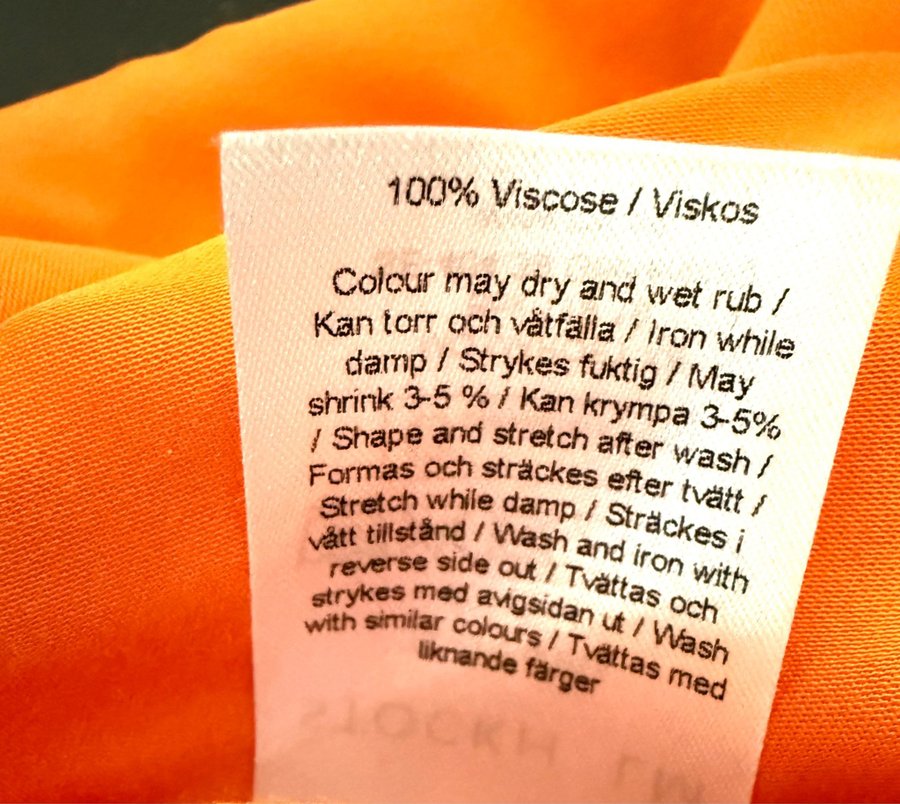 100% Viscose / Viskos
Colour may dry and wet rub /
Kan torr och våtfälla / Iron while
damp / Strykes fuktig / May
shrink 3-5 % / Kan krympa 3-5%
/ Shape and stretch after wash /
Formas och sträckes efter tvätt /
Stretch while damp / Sträckes i
vått tillstånd / Wash and iron with
reverse side out / Tvättas och
strykes med avigsidan ut / Wash
with similar colours / Tvättas med
liknande färger